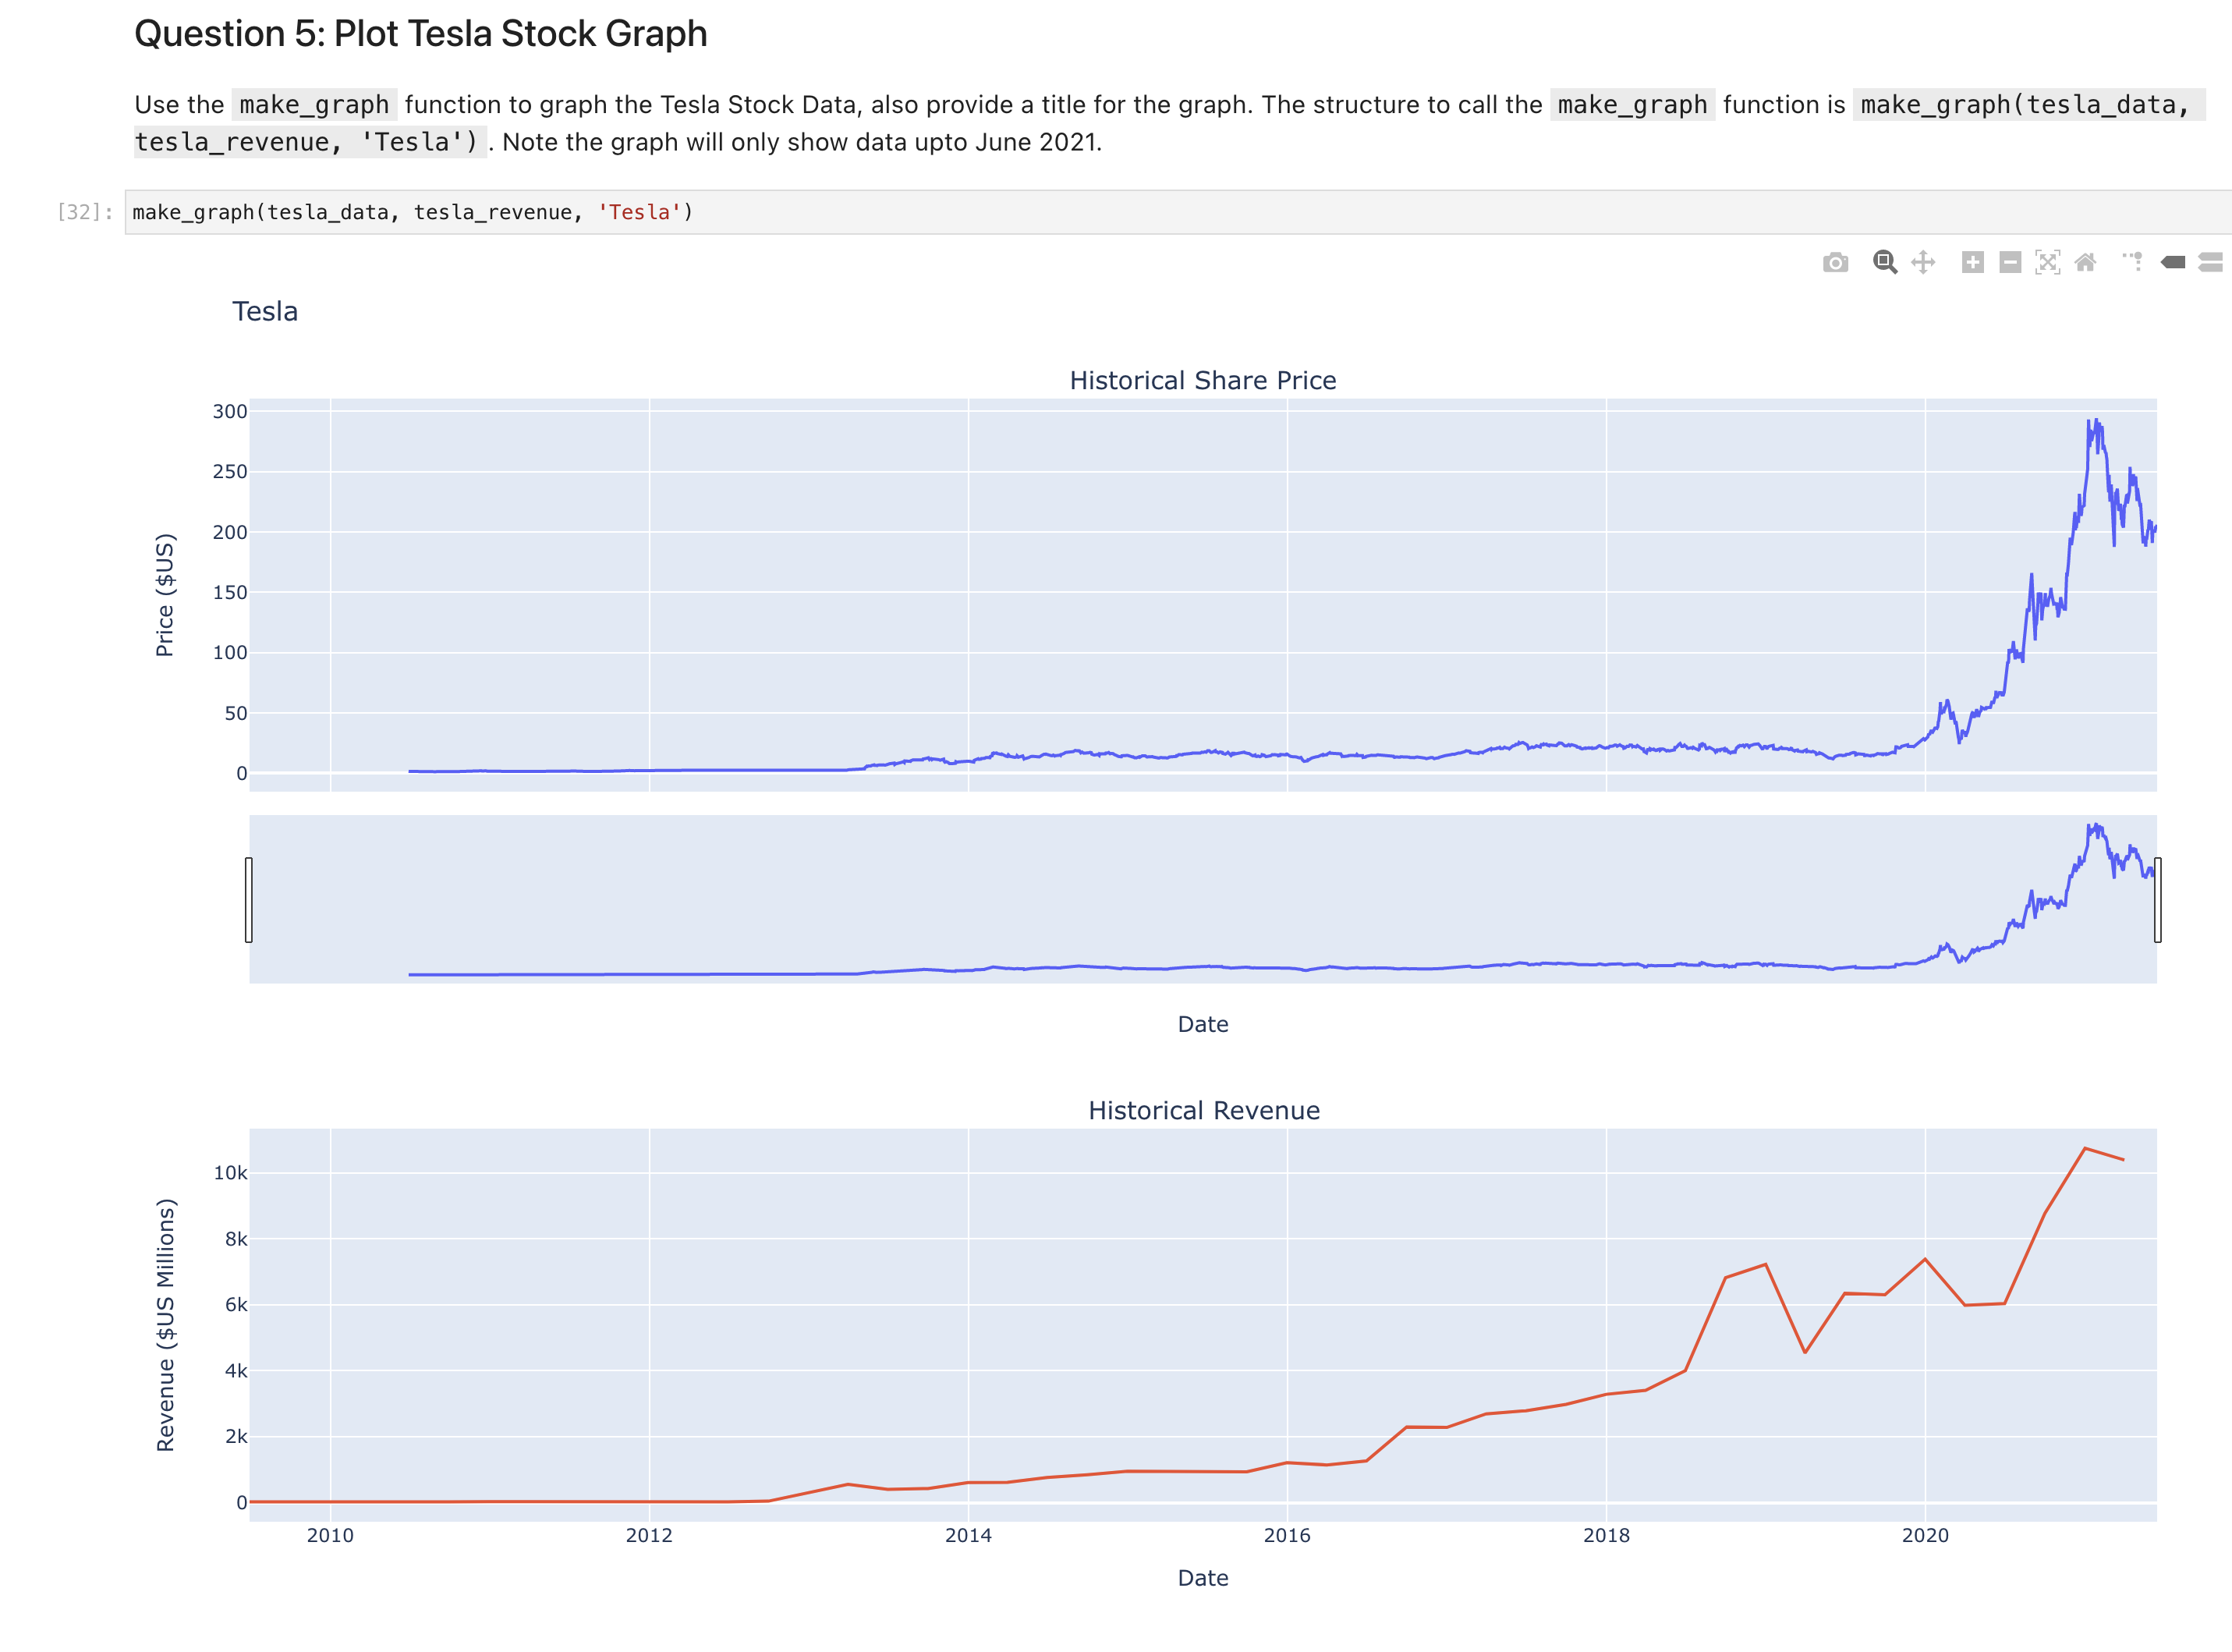 Question 5: Plot Tesla Stock Graph
Use the make_graph function to graph the Tesla Stock Data, also provide a title for the graph. The structure to call the make_graph function is make_graph(tesla_data,
tesla_revenue, 'Tesla') . Note the graph will only show data upto June 2021.
[32]: make_graph(tesla_data, tesla_revenue, 'Tesla')
Tesla
Historical Share Price
300
250
200
150
100
50
0
Price ($US)
Date
Historical Revenue
10k
8k
6k
4k
2k
0
Revenue ($US Millions)
2010 2012 2014 2016 2018 2020
Date